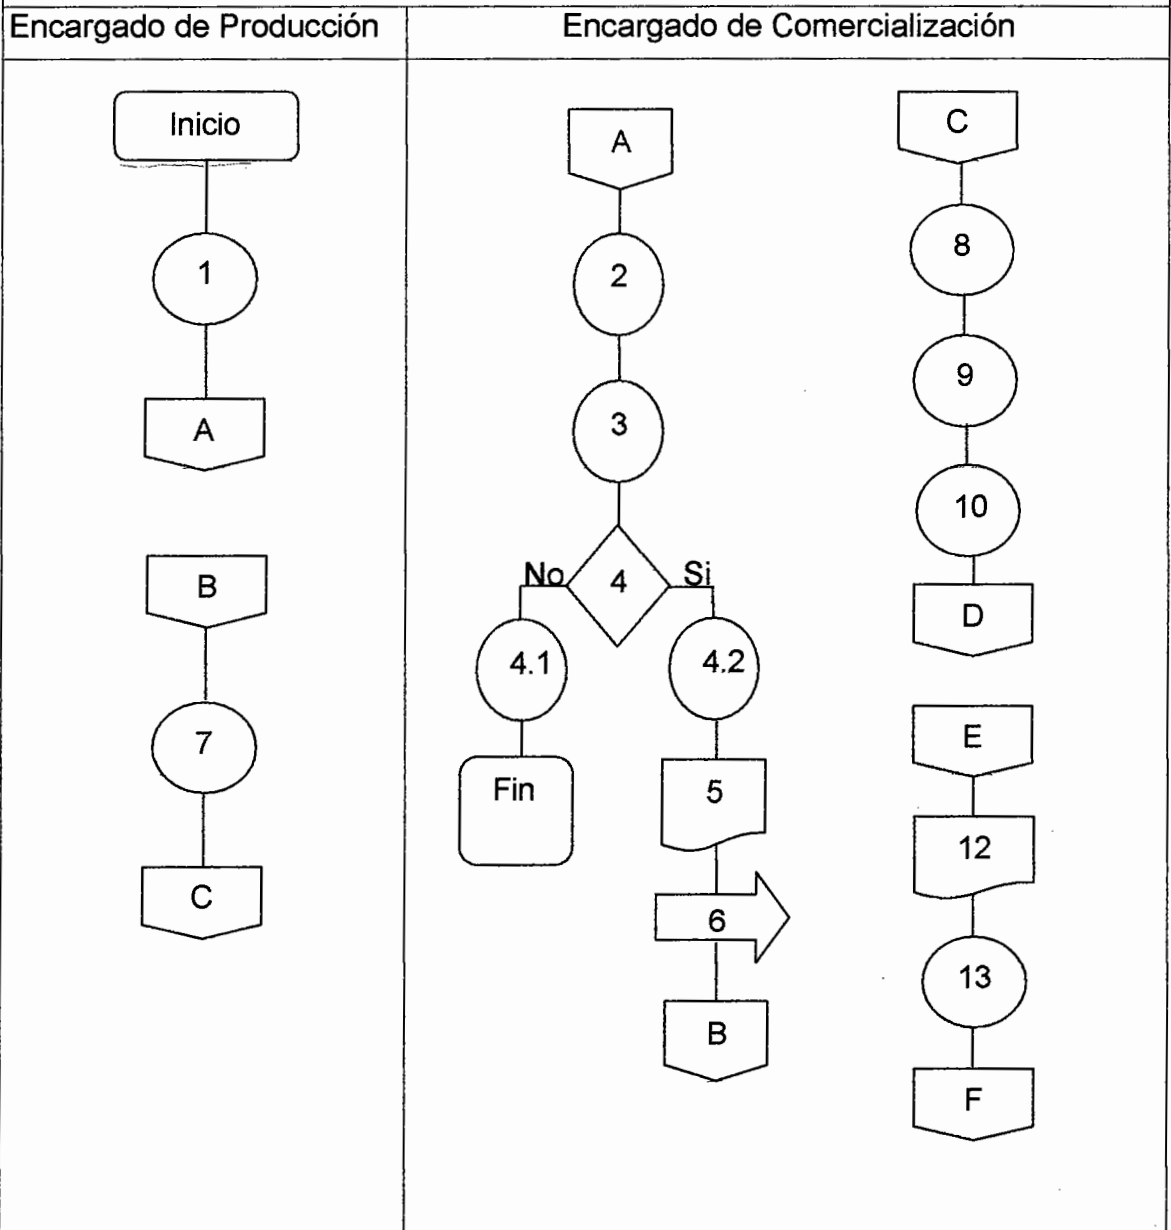 Encargado de Producción
Encargado de Comercialización
Inicio
1
A
B
7
C
A
2
3
No
4
Si
4.1
4.2
Fin
5
6
B
C
8
9
10
D
E
12
13
F